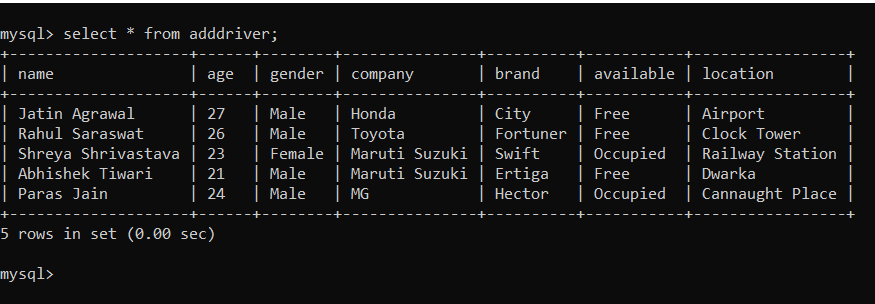 mysql> select * from adddriver;
+--------------------+------+--------+---------------+----------+-----------+-----------------+
| name               | age  | gender | company       | brand    | available | location        |
+--------------------+------+--------+---------------+----------+-----------+-----------------+
| Jatin Agrawal      | 27   | Male   | Honda         | City     | Free      | Airport         |
| Rahul Saraswat     | 26   | Male   | Toyota        | Fortuner | Free      | Clock Tower     |
| Shreya Shrivastava | 23   | Female | Maruti Suzuki | Swift    | Occupied  | Railway Station |
| Abhishek Tiwari    | 21   | Male   | Maruti Suzuki | Ertiga   | Free      | Dwarka          |
| Paras Jain         | 24   | Male   | MG            | Hector   | Occupied  | Cannaught Place |
+--------------------+------+--------+---------------+----------+-----------+-----------------+
5 rows in set (0.00 sec)
mysql>